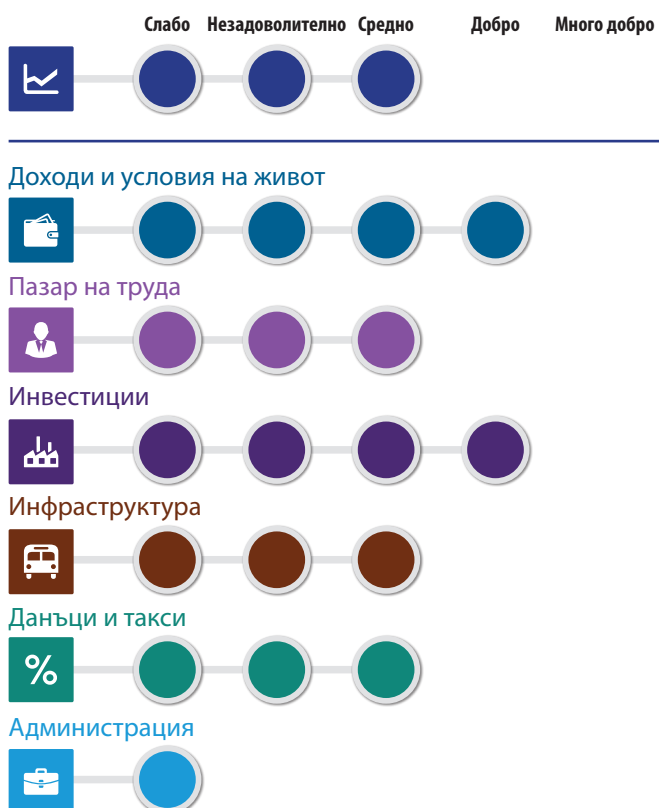 Слабо Незадоволително Средно Добро Много добро
Доходи и условия на живот
Пазар на труда
Инвестиции
Инфраструктура
Данъци и такси
%
Администрация